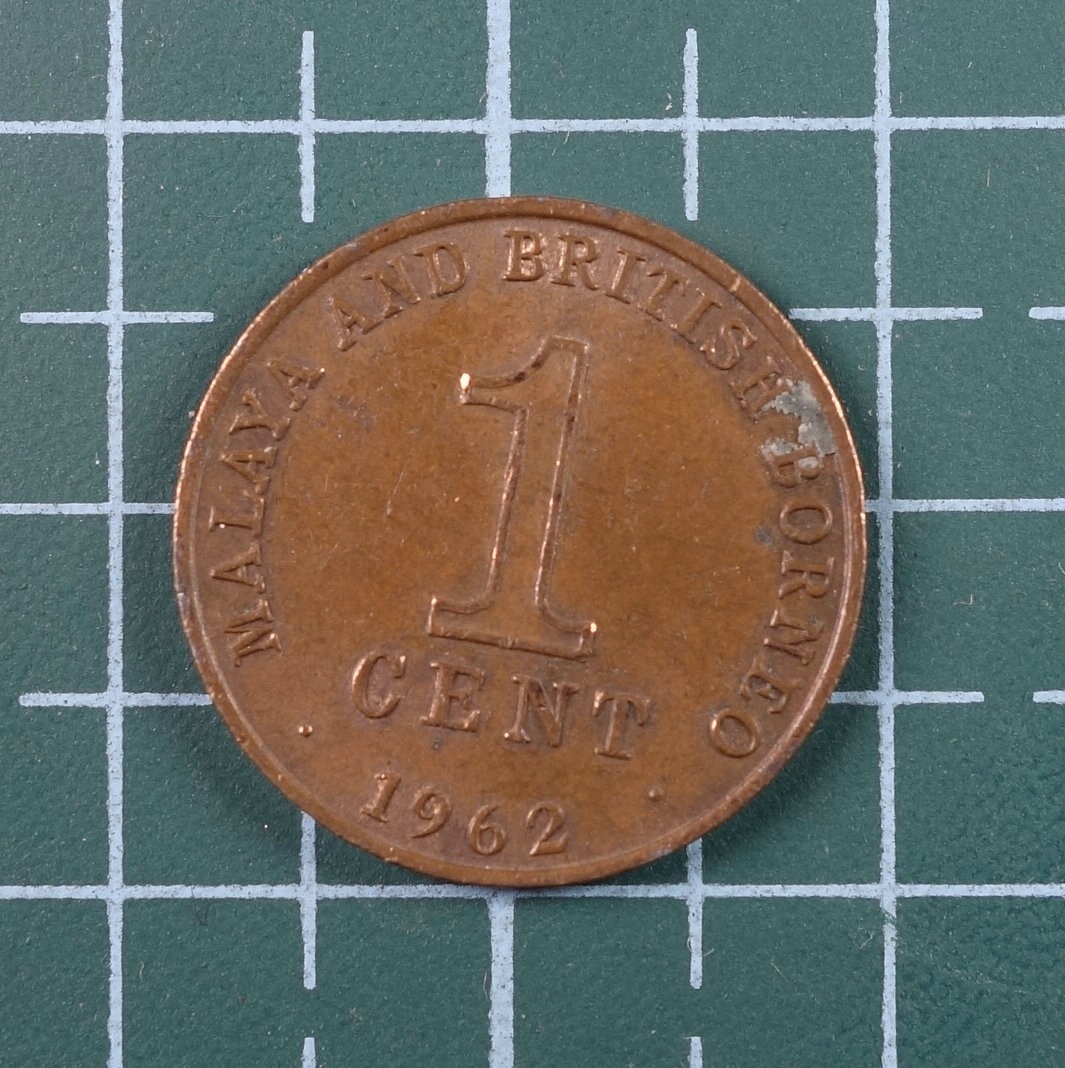 MALAYA AND BRITISH BORNEO
1
CENT
1962